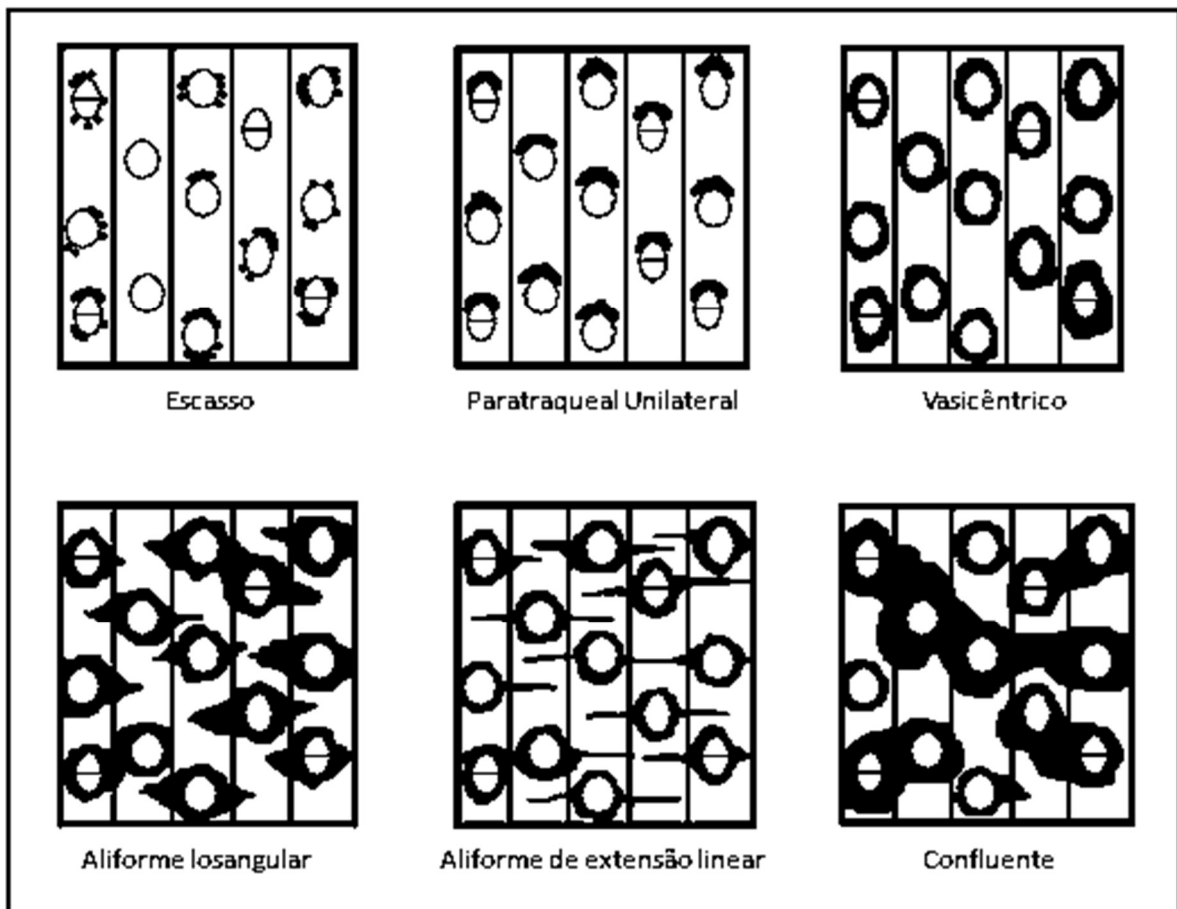 Escasso
Paratraqueal Unilateral
Vasicêntrico
Aliforme losangular
Aliforme de extensão linear
Confluente